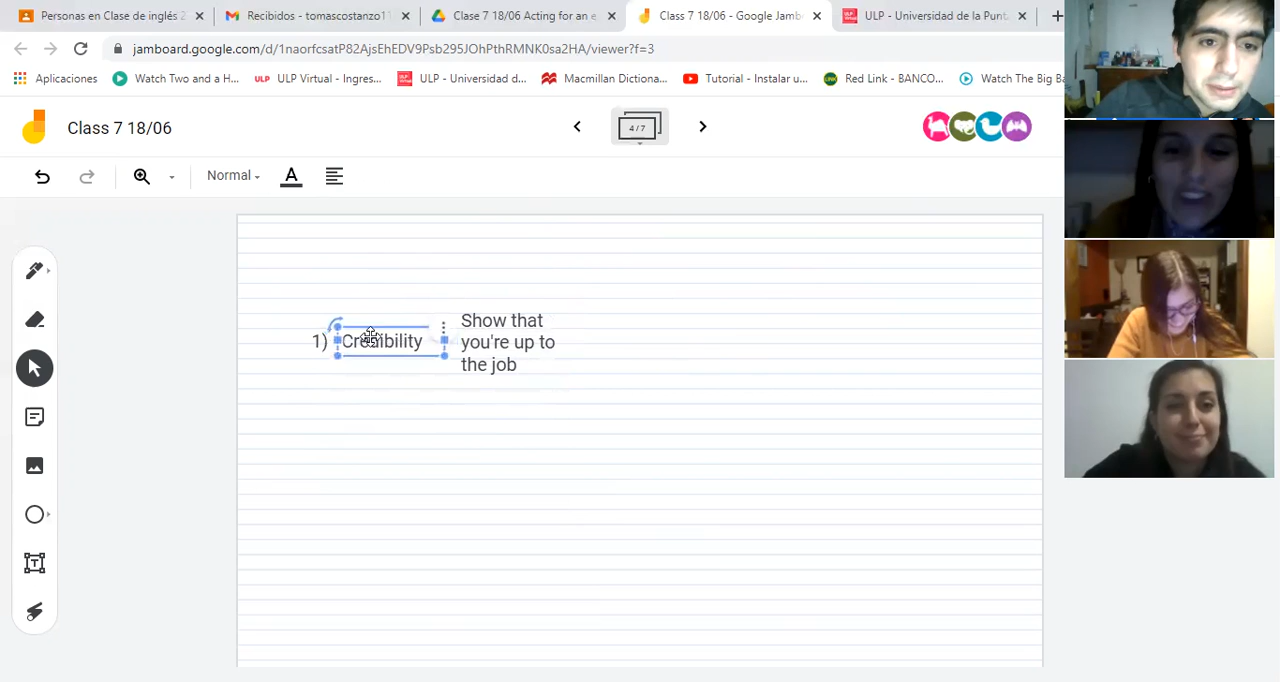 Personas en Clase de inglés 2
Recibidos - tomascostanzo11
Clase 7 18/06 Acting for an e
Class 7 18/06 - Google Jamb
ULP - Universidad de la Punt
jamboard.google.com/d/1naorfcsatP82AjsEhEDV9Psb295JOhPthRMNK0sa2HA/viewer?f=3
Aplicaciones
Watch Two and a H...
ULP Virtual - Ingres...
ULP - Universidad d...
Macmillan Dictiona...
Tutorial - Instalar u...
Red Link - BANCO...
Watch The Big Ba
Class 7 18/06
4/7
Normal
A
1) Credibility
Show that
you're up to
the job